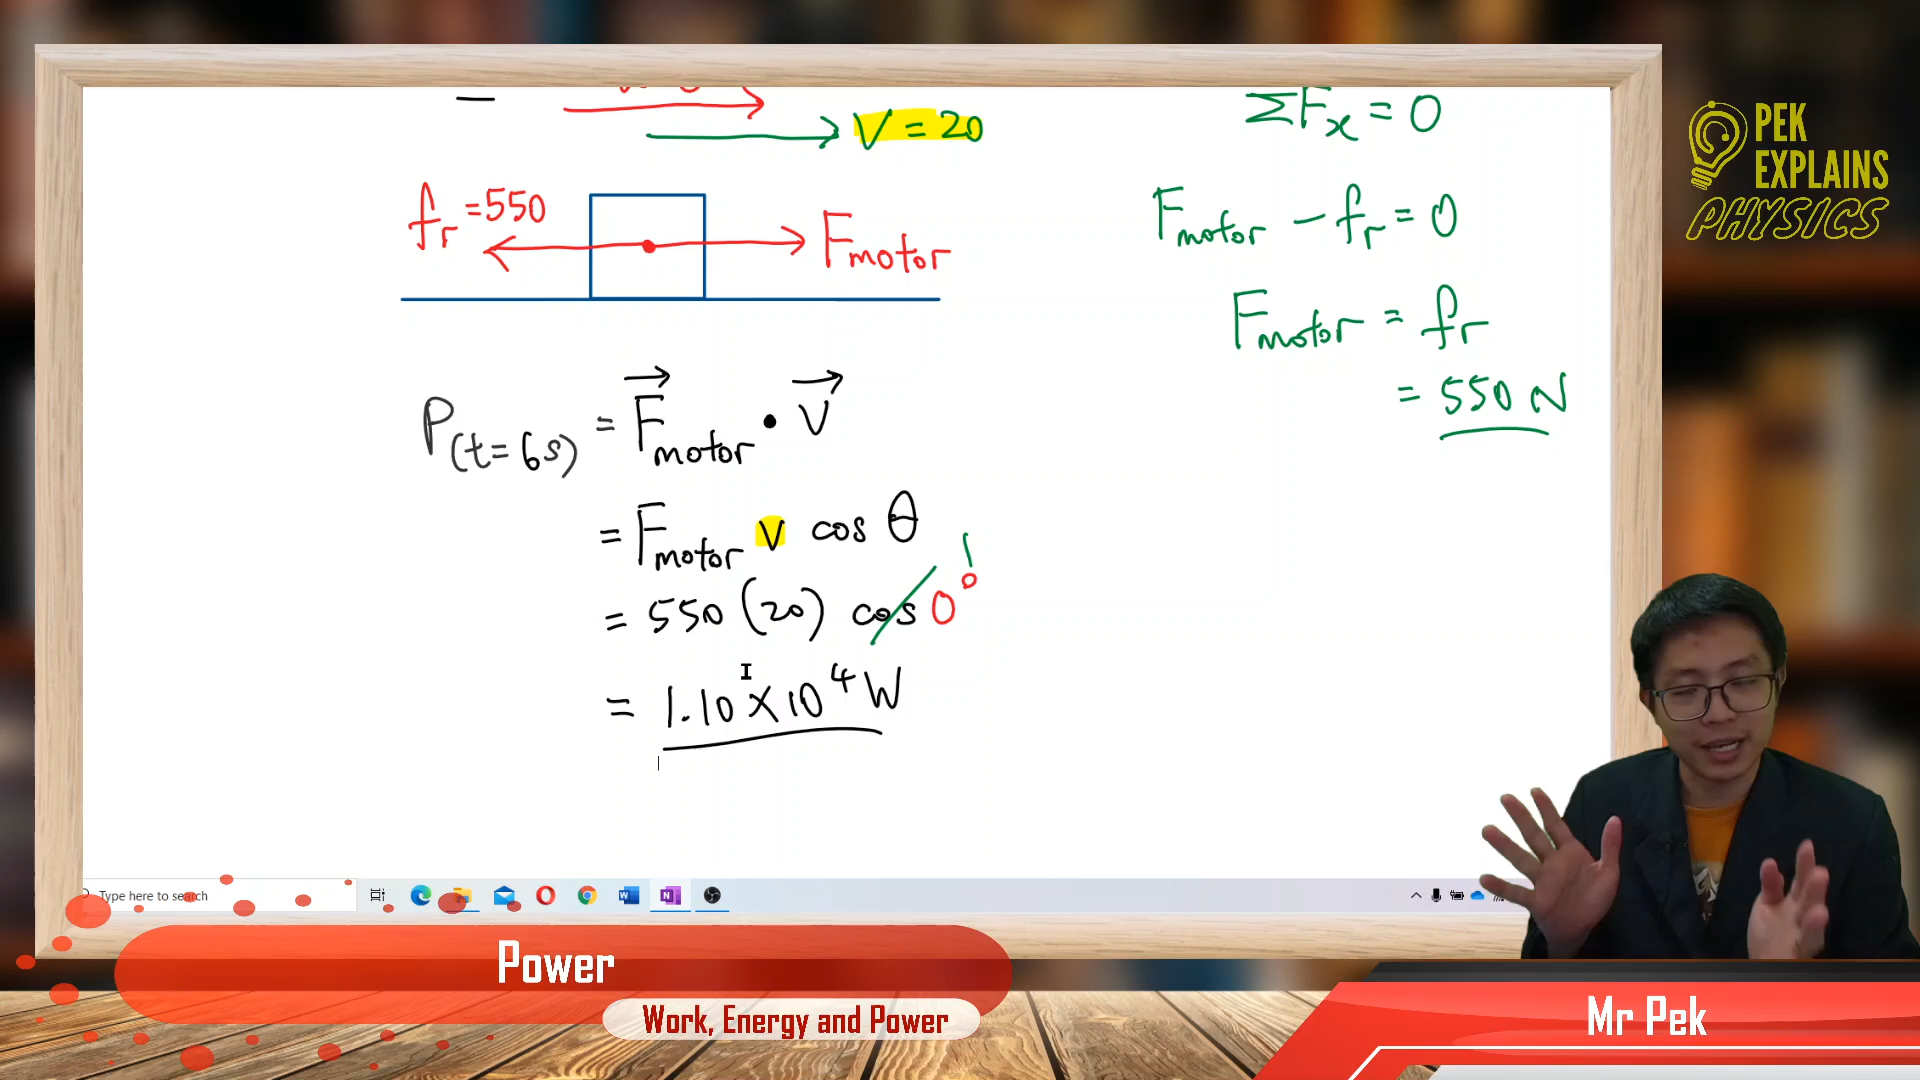 V = 20
ΣFx = 0
fr = 550
Fmotor
Fmotor − fr = 0
Fmotor = fr
= 550 N
P(t = 6s) = Fmotor • V
= Fmotor V cos θ
= 550 (20) cos 0° 1
= 1.10 × 10⁴ W
PEK
EXPLAINS
PHYSICS
Type here to search
Power
Work, Energy and Power
Mr Pek